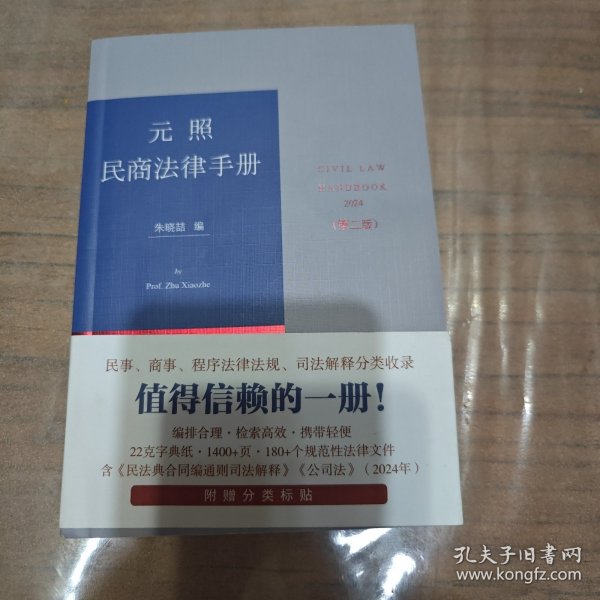 元照
民商法律手册
朱晓喆 编
by
Prof. Zhu Xiaozhe
CIVIL LAW
HANDBOOK
2024
(第二版)
民事、商事、程序法律法规、司法解释分类收录
值得信赖的一册!
编排合理·检索高效·携带轻便
22克字典纸·1400+页·180+个规范性法律文件
含《民法典合同编通则司法解释》《公司法》(2024年)
附赠分类标贴
孔夫子旧书网
www.kongfz.com